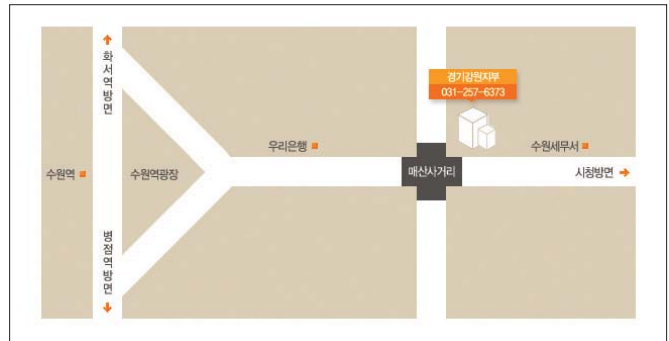 화서역방면
경기강원지부
031-257-6373
우리은행
수원세무서
수원역
수원역광장
매산사거리
시청방면
병점역방면